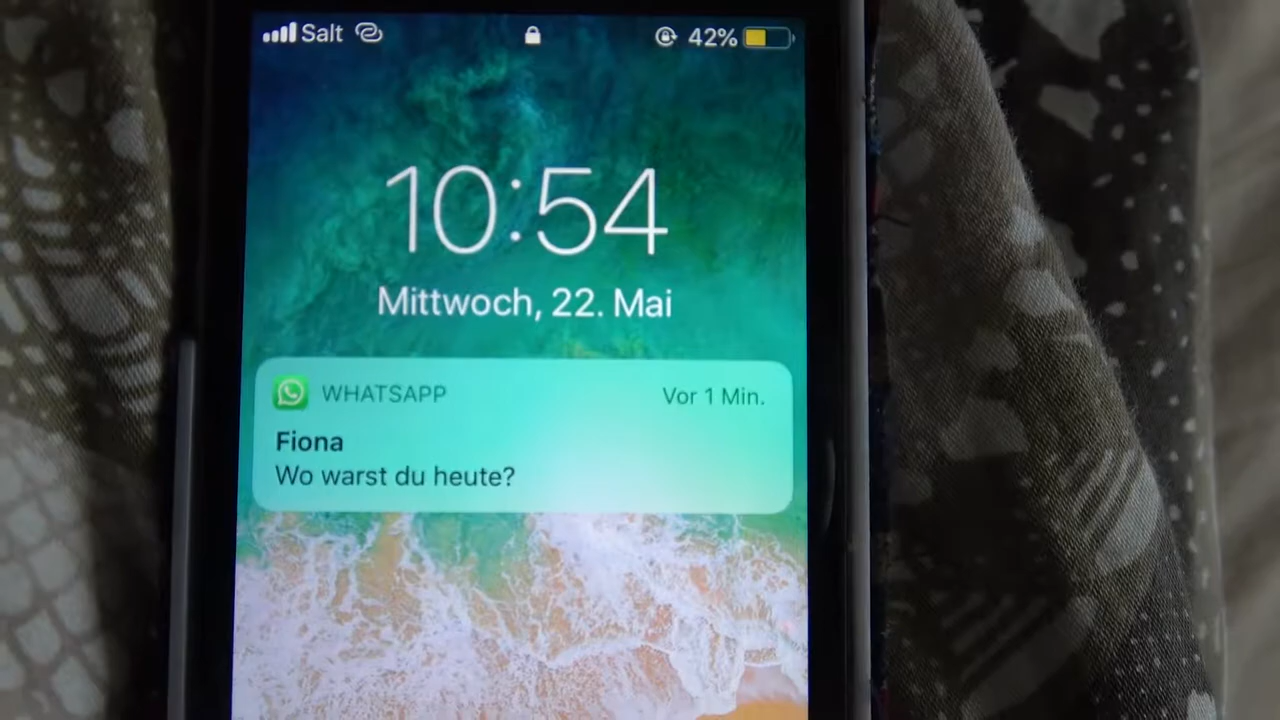 Salt 42%
10:54
Mittwoch, 22. Mai
WHATSAPP Vor 1 Min.
Fiona
Wo warst du heute?